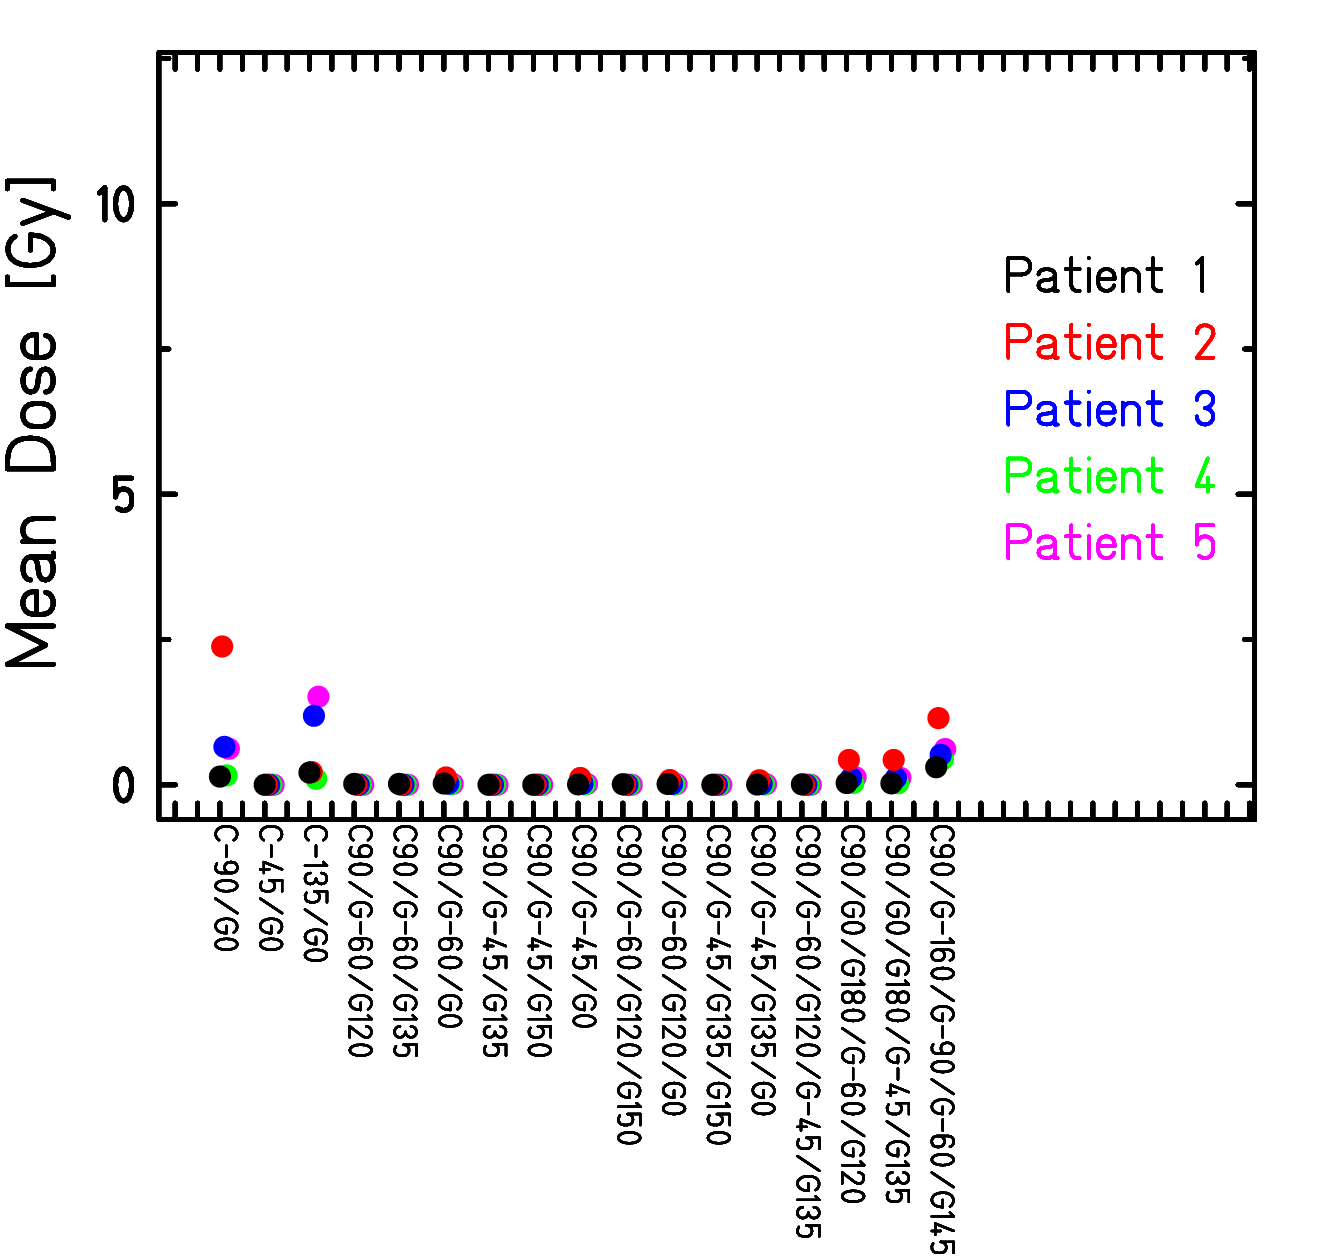 Mean Dose [Gy]
10
5
0
Patient 1
Patient 2
Patient 3
Patient 4
Patient 5
C-90/G0
C-45/G0
C-135/G0
C90/G-60/G120
C90/G-60/G135
C90/G-60/G0
C90/G-45/G135
C90/G-45/G150
C90/G-45/G0
C90/G-60/G120/G150
C90/G-60/G120/G0
C90/G-45/G135/G150
C90/G-45/G135/G0
C90/G-60/G120/G-45/G135
C90/G0/G180/G-60/G120
C90/G0/G180/G-45/G135
C90/G-160/G-90/G-60/G145